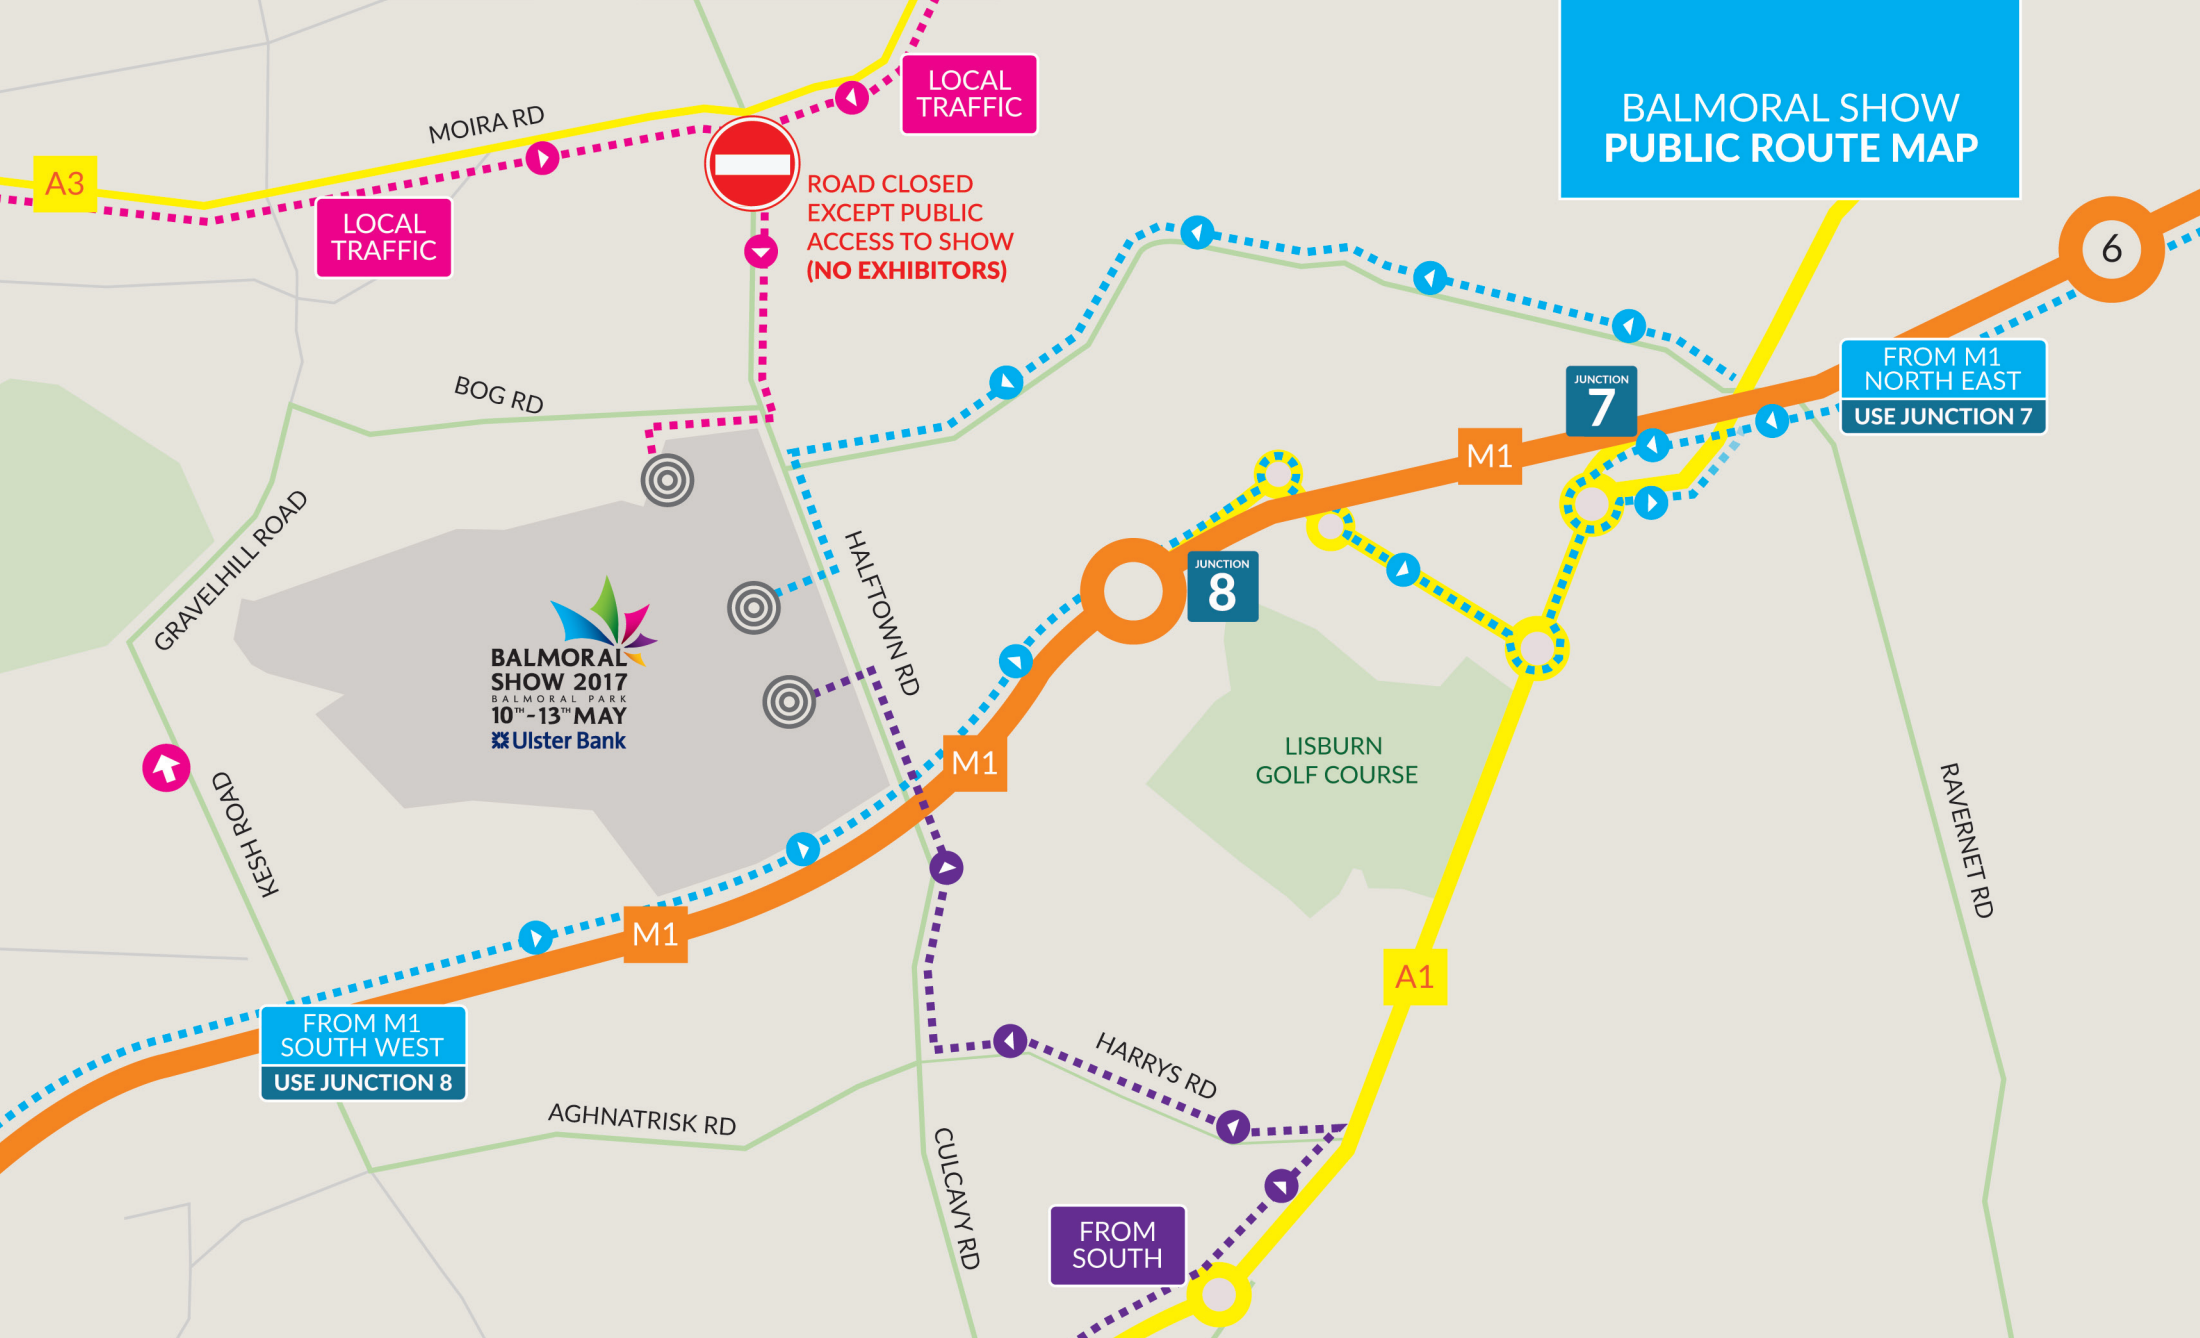 BALMORAL SHOW
PUBLIC ROUTE MAP
LOCAL
TRAFFIC
MOIRA RD
A3
LOCAL
TRAFFIC
ROAD CLOSED
EXCEPT PUBLIC
ACCESS TO SHOW
(NO EXHIBITORS)
6
FROM M1
NORTH EAST
USE JUNCTION 7
JUNCTION
7
M1
BOG RD
GRAVELHILL ROAD
HALFTOWN RD
JUNCTION
8
BALMORAL
SHOW 2017
BALMORAL PARK
10TH-13TH MAY
Ulster Bank
M1
LISBURN
GOLF COURSE
KESH ROAD
RAVERNET RD
M1
A1
FROM M1
SOUTH WEST
USE JUNCTION 8
HARRYS RD
AGHNATRISK RD
CULCAVY RD
FROM
SOUTH